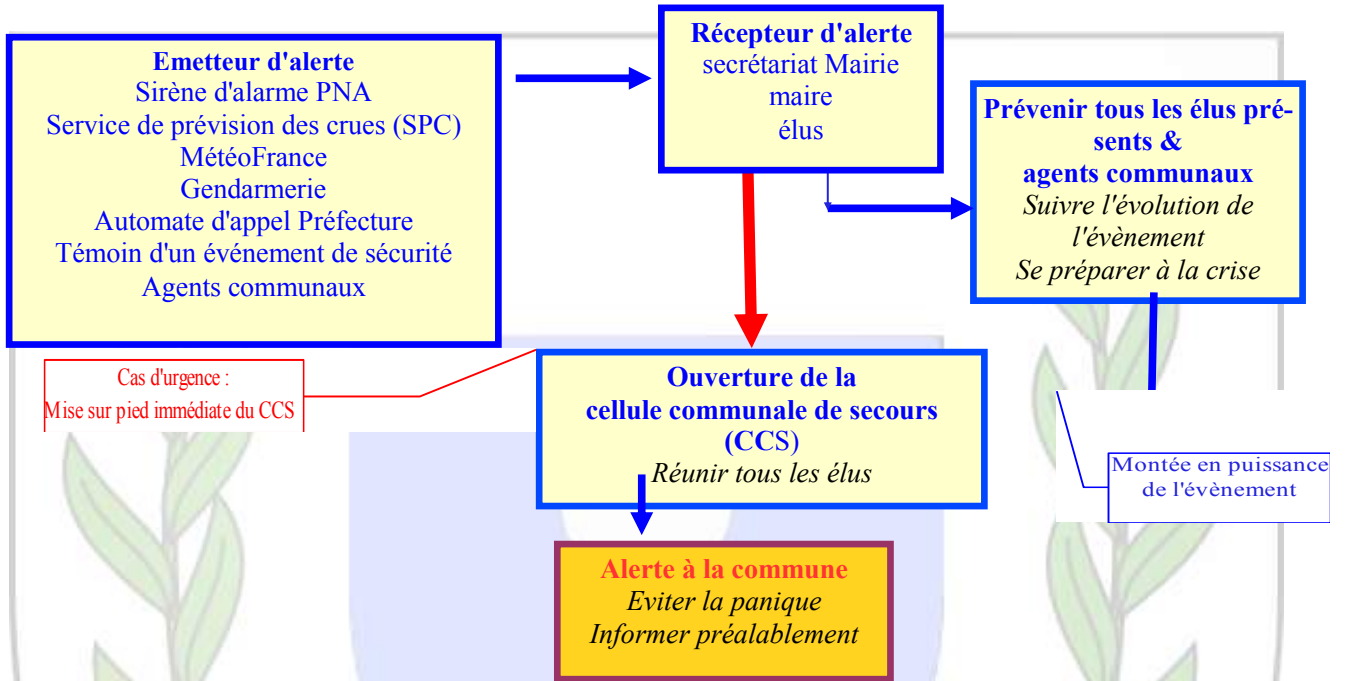 Emetteur d'alerte
Sirène d'alarme PNA
Service de prévision des crues (SPC)
MétéoFrance
Gendarmerie
Automate d'appel Préfecture
Témoin d'un événement de sécurité
Agents communaux
Récepteur d'alerte
secrétariat Mairie
maire
élus
Prévenir tous les élus pré-
sents &
agents communaux
Suivre l'évolution de
l'évènement
Se préparer à la crise
Cas d'urgence :
Mise sur pied immédiate du CCS
Ouverture de la
cellule communale de secours
(CCS)
Réunir tous les élus
Montée en puissance
de l'évènement
Alerte à la commune
Eviter la panique
Informer préalablement